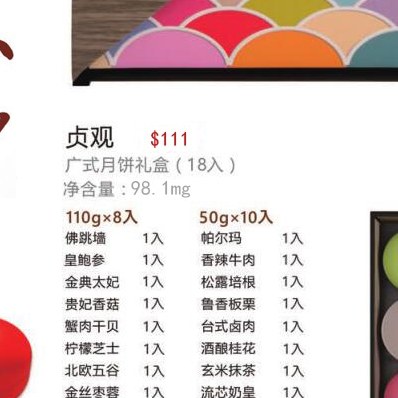 贞观 $111
广式月饼礼盒（18入）
净含量：98.1mg
110g×8入 50g×10入
佛跳墙 1入 帕尔玛 1入
皇鲍参 1入 香辣牛肉 1入
金典太妃 1入 松露培根 1入
贵妃香菇 1入 鲁香板栗 1入
蟹肉干贝 1入 台式卤肉 1入
柠檬芝士 1入 酒酿桂花 1入
北欧五谷 1入 玄米抹茶 1入
金丝枣蓉 1入 流芯奶皇 1入